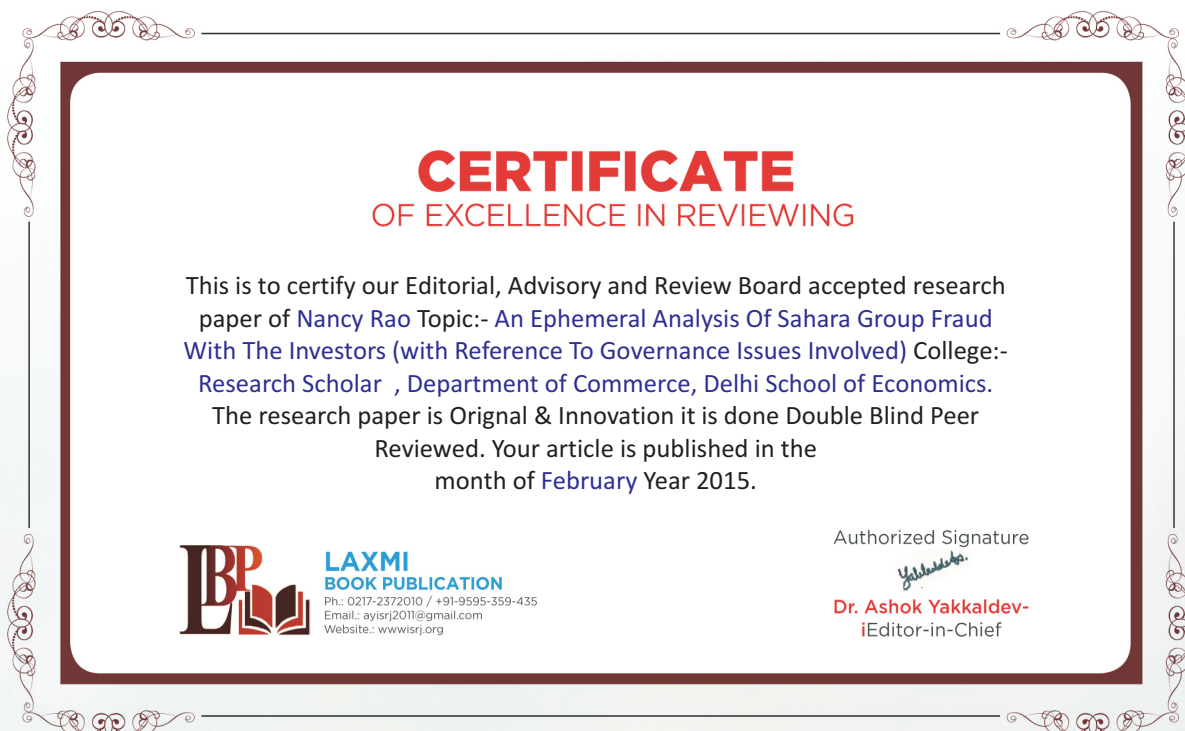 CERTIFICATE
OF EXCELLENCE IN REVIEWING
This is to certify our Editorial, Advisory and Review Board accepted research
paper of Nancy Rao Topic:- An Ephemeral Analysis Of Sahara Group Fraud
With The Investors (with Reference To Governance Issues Involved) College:-
Research Scholar , Department of Commerce, Delhi School of Economics.
The research paper is Orignal & Innovation it is done Double Blind Peer
Reviewed. Your article is published in the
month of February Year 2015.
LBP
LAXMI
BOOK PUBLICATION
Ph.: 0217-2372010 / +91-9595-359-435
Email.: ayisrj2011@gmail.com
Website.: wwwisrj.org
Authorized Signature
Dr. Ashok Yakkaldev-
iEditor-in-Chief